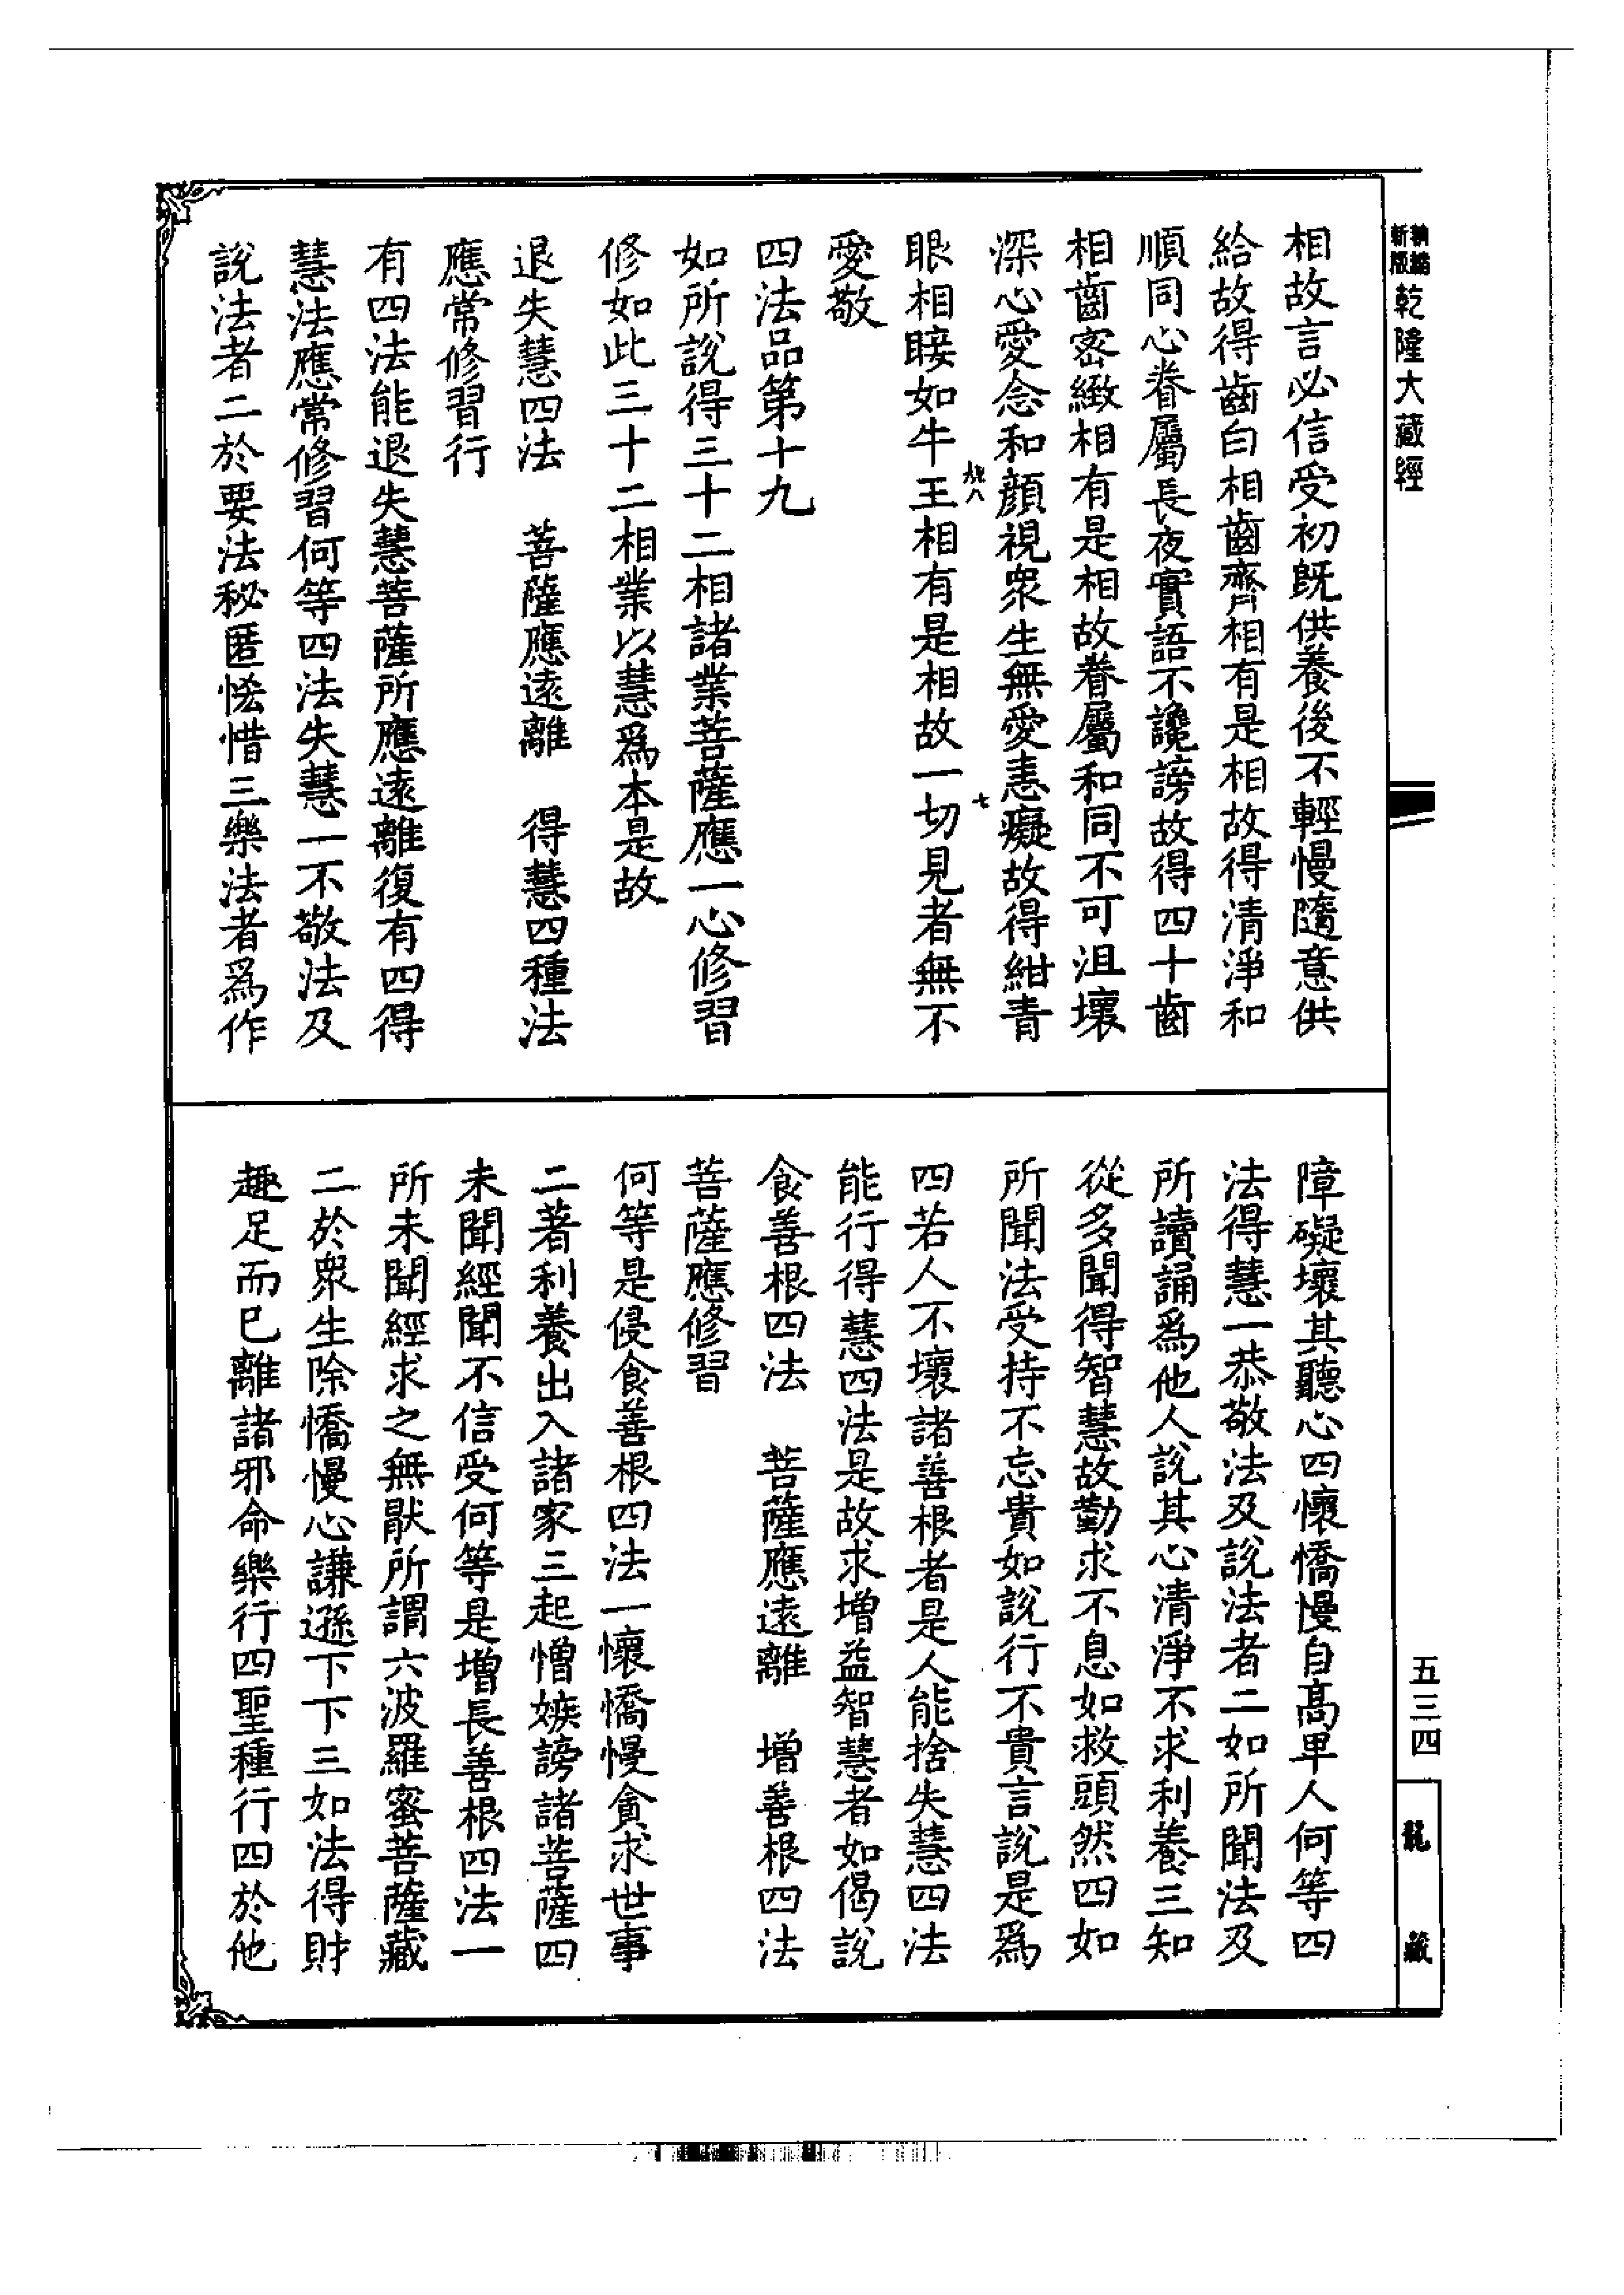 新編縮版 乾隆大藏經
相故言必信受初既供養後不輕慢隨意供
給故得齒白相齒齊相有是相故得清淨和
順同心眷屬長夜實語不讒謗故得四十齒
相齒密緻相有是相故眷屬和同不可沮壞
深心愛念和顏視衆生無愛恚癡故得紺青
眼相䀹如牛王相有是相故一切見者無不
愛敬
四法品第十九
如所說得三十二相諸業菩薩應一心修習
修如此三十二相業以慧爲本是故
退失慧四法 菩薩應遠離 得慧四種法
應常修習行
有四法能退失慧菩薩所應遠離復有四得
慧法應常修習何等四法失慧一不敬法及
說法者二於要法秘匿悋惜三樂法者爲作
障礙壞其聽心四懷憍慢自高卑人何等四
法得慧一恭敬法及說法者二如所聞法及
所讀誦爲他人說其心清淨不求利養三知
從多聞得智慧故勤求不息如救頭然四如
所聞法受持不忘貴如說行不貴言說是爲
四若人不壞諸善根者是人能捨失慧四法
能行得慧四法是故求增益智慧者如偈說
食善根四法 菩薩應遠離 增善根四法
菩薩應修習
何等是侵食善根四法一懷憍慢貪求世事
二著利養出入諸家三起憎嫉謗諸菩薩四
未聞經聞不信受何等是增長善根四法一
所未聞經求之無猒所謂六波羅蜜菩薩藏
二於衆生除憍慢心謙遜下下三如法得財
趣足而已離諸邪命樂行四聖種行四於他
七
五三四
龍藏